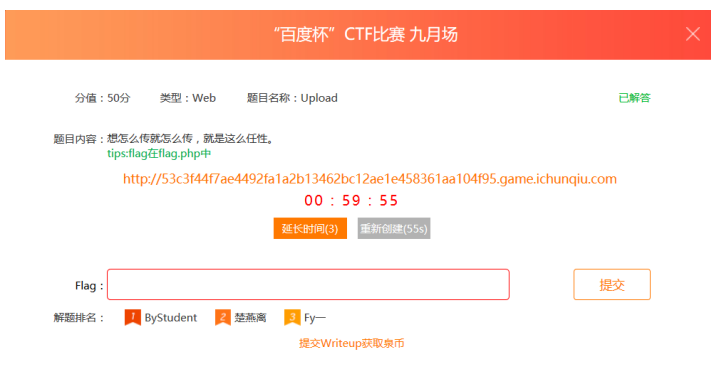 “百度杯”CTF比赛 九月场
分值：50分 类型：Web 题目名称：Upload 已解答
题目内容：想怎么传就怎么传，就是这么任性。
tips:flag在flag.php中
http://53c3f44f7ae4492fa1a2b13462bc12ae1e458361aa104f95.game.ichunqiu.com
00 : 59 : 55
延长时间(3) 重新创建(55s)
Flag： 提交
解题排名： 1 ByStudent 2 楚燕离 3 Fy一
提交Writeup获取泉币